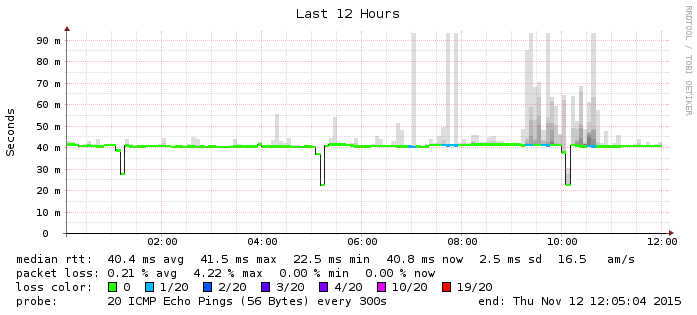 Last 12 Hours
RRDTOOL / TOBI OETIKER
Seconds
90 m
80 m
70 m
60 m
50 m
40 m
30 m
20 m
10 m
0
02:00 04:00 06:00 08:00 10:00 12:00
median rtt: 40.4 ms avg 41.5 ms max 22.5 ms min 40.8 ms now 2.5 ms sd 16.5 am/s
packet loss: 0.21 % avg 4.22 % max 0.00 % min 0.00 % now
loss color: 0 1/20 2/20 3/20 4/20 10/20 19/20
probe: 20 ICMP Echo Pings (56 Bytes) every 300s end: Thu Nov 12 12:05:04 2015